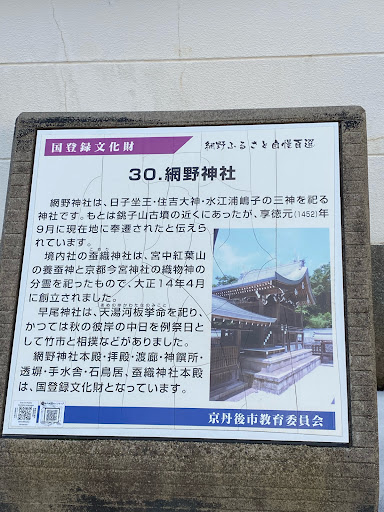 国登録文化財
網野ふるさと自慢百選
30.網野神社
網野神社は、日子坐王・住吉大神・水江浦嶋子の三神を祀る
神社です。もとは銚子山古墳の近くにあったが、享徳元(1452)年
9月に現在地に奉遷されたと伝えら
れています。
境内社の蚕織神社は、宮中紅葉山
の養蚕神と京都今宮神社の織物神の
分霊を祀ったもので、大正14年4月
に創立されました。
早尾神社は、天湯河板挙命を祀り、
かつては秋の彼岸の中日を例祭日と
して竹市と相撲などがありました。
網野神社本殿・拝殿・渡廊・神饌所・
透塀・手水舎・石鳥居、蚕織神社本殿
は、国登録文化財となっています。
京丹後市教育委員会